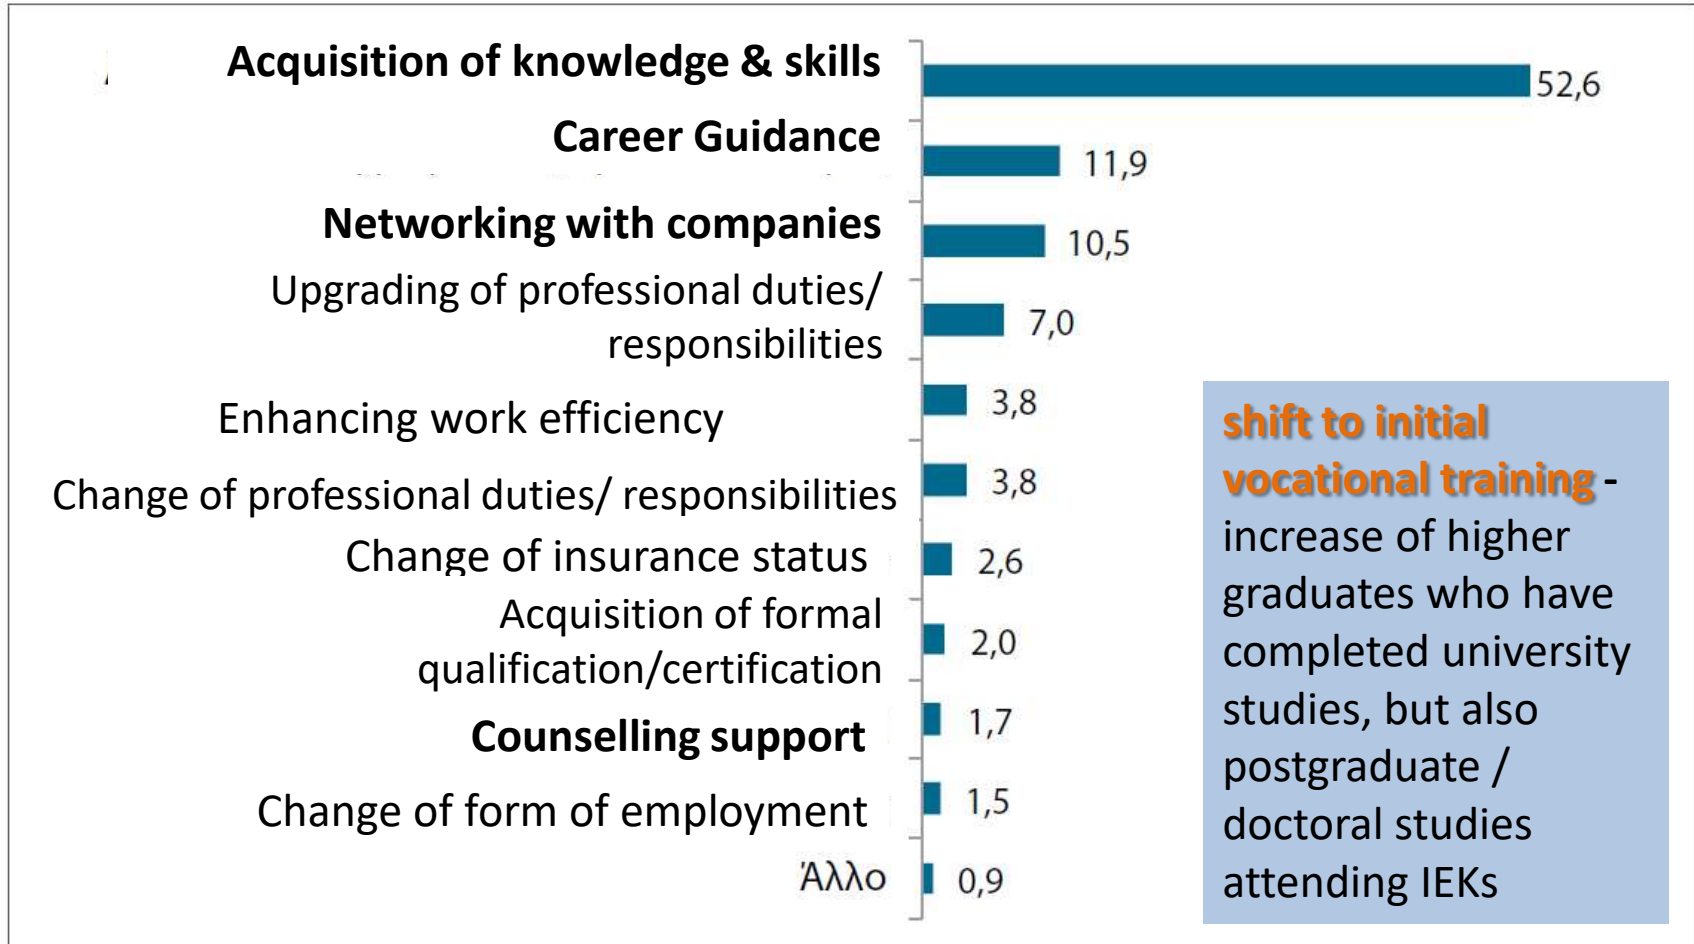 Acquisition of knowledge & skills
52,6
Career Guidance
11,9
Networking with companies
10,5
Upgrading of professional duties/
responsibilities
7,0
Enhancing work efficiency
3,8
Change of professional duties/ responsibilities
3,8
Change of insurance status
2,6
Acquisition of formal
qualification/certification
2,0
Counselling support
1,7
Change of form of employment
1,5
Άλλο
0,9
shift to initial
vocational training -
increase of higher
graduates who have
completed university
studies, but also
postgraduate /
doctoral studies
attending IEKs